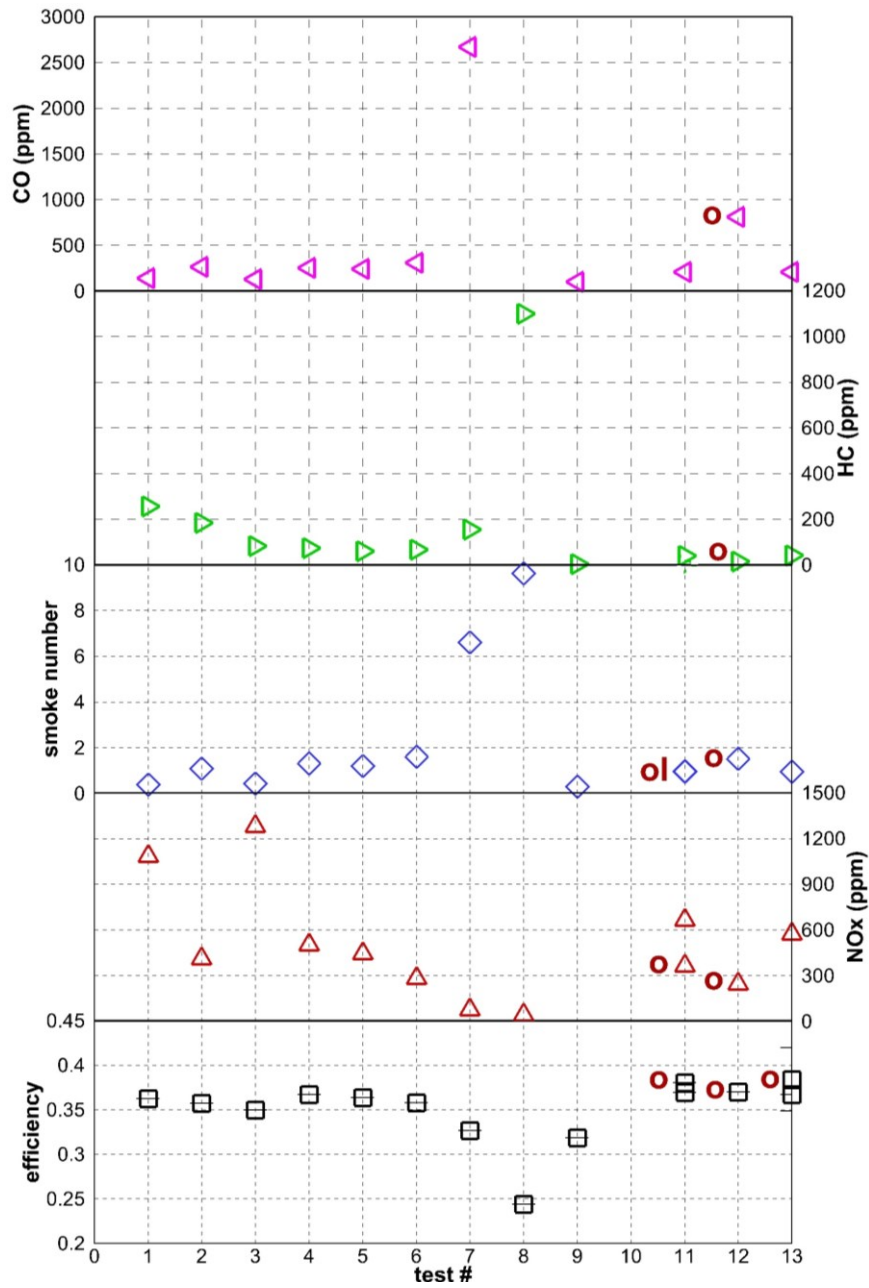 3000
2500
2000
1500
1000
500
0
CO (ppm)
o
1200
1000
800
600
400
200
0
HC (ppm)
o
10
8
6
4
2
0
smoke number
ol o
1500
1200
900
600
300
0
NOx (ppm)
o o
0.45
0.4
0.35
0.3
0.25
0.2
efficiency
o o o
0 1 2 3 4 5 6 7 8 9 10 11 12 13
test #